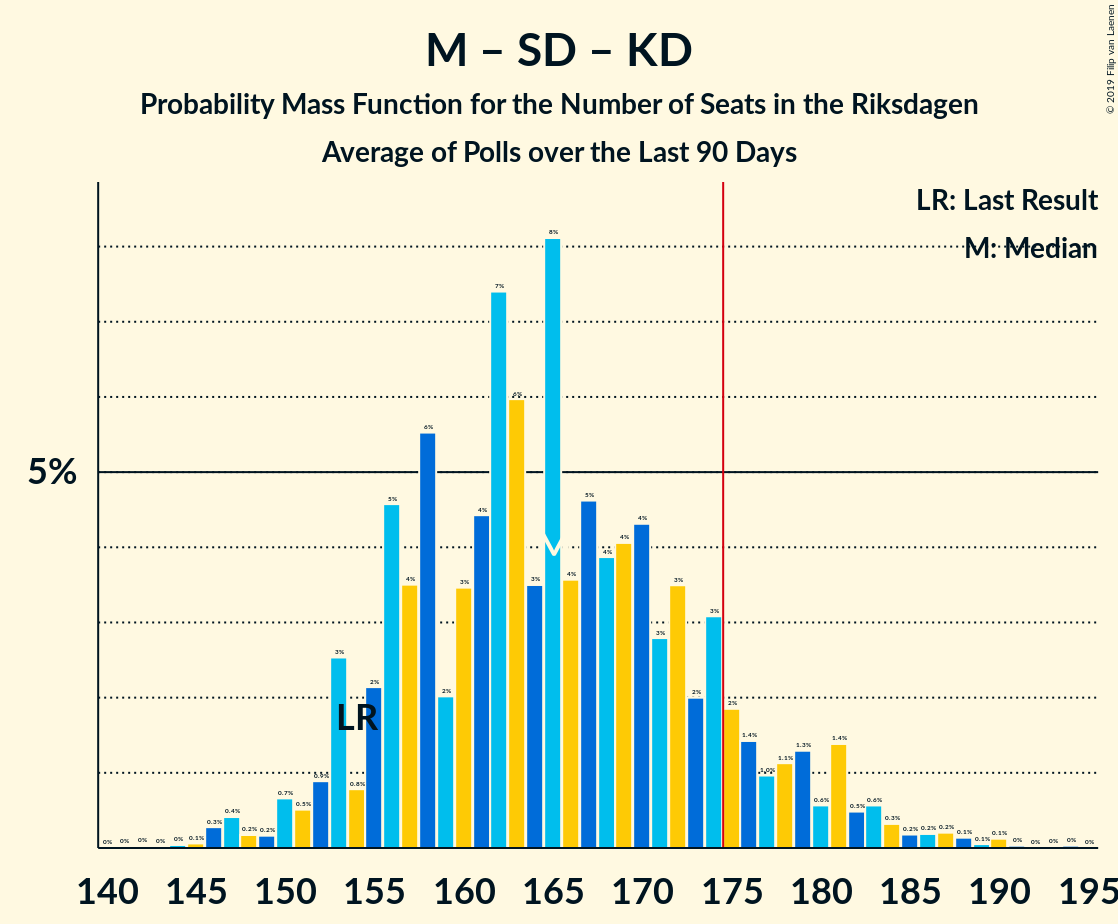 M – SD – KD
Probability Mass Function for the Number of Seats in the Riksdagen
Average of Polls over the Last 90 Days
© 2019 Filip van Laenen
LR: Last Result
M: Median
5%
0% 0% 0% 0% 0% 0.1% 0.3% 0.4% 0.2% 0.2% 0.7% 0.5% 0.9% 3% 0.8% 2% 5% 4% 6% 2% 3% 4% 7% 6% 3% 8% 4% 5% 4% 4% 4% 3% 3% 2% 3% 2% 1.4% 1.0% 1.1% 1.3% 0.6% 1.4% 0.5% 0.6% 0.3% 0.2% 0.2% 0.2% 0.1% 0.1% 0.1% 0% 0% 0% 0% 0%
LR
140 145 150 155 160 165 170 175 180 185 190 195